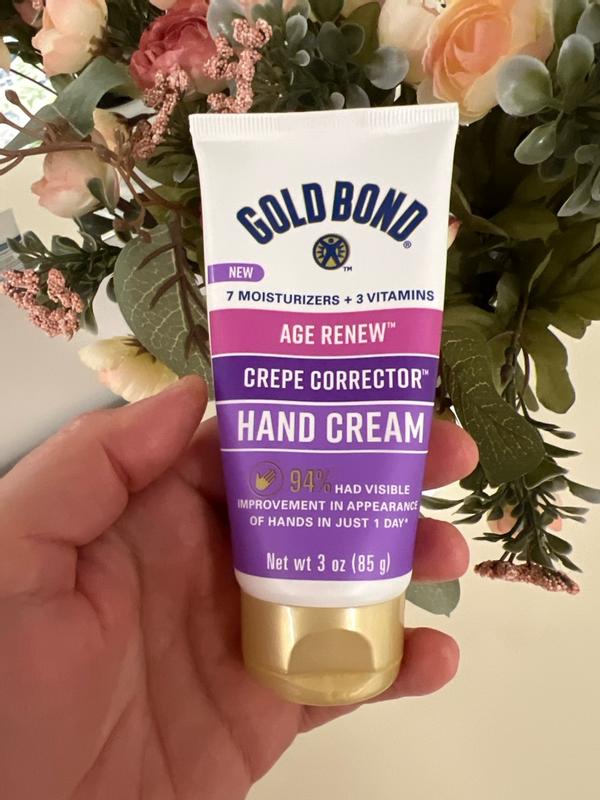 GOLD BOND®
™
NEW
7 MOISTURIZERS + 3 VITAMINS
AGE RENEW™
CREPE CORRECTOR™
HAND CREAM
94% HAD VISIBLE
IMPROVEMENT IN APPEARANCE
OF HANDS IN JUST 1 DAY*
Net wt 3 oz (85 g)